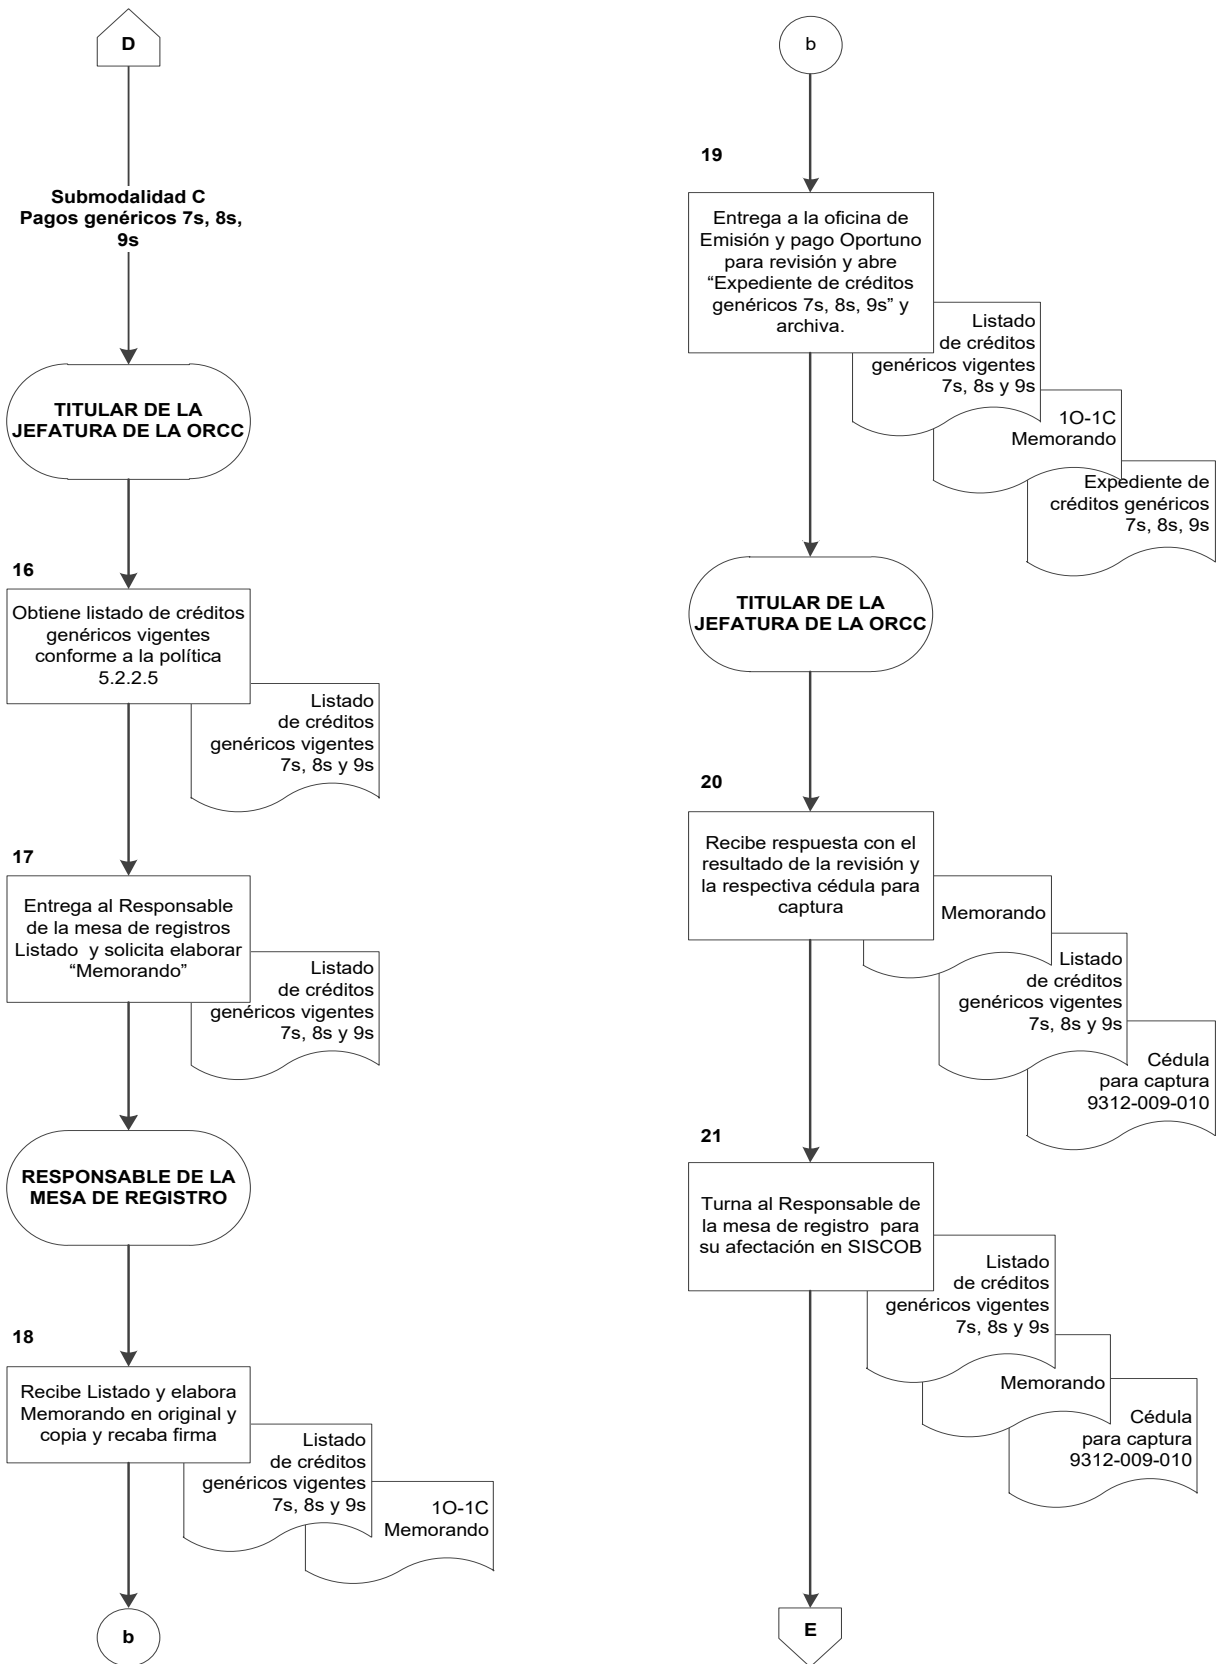 D
Submodalidad C
Pagos genéricos 7s, 8s,
9s
TITULAR DE LA
JEFATURA DE LA ORCC
16
Obtiene listado de créditos
genéricos vigentes
conforme a la política
5.2.2.5
Listado
de créditos
genéricos vigentes
7s, 8s y 9s
17
Entrega al Responsable
de la mesa de registros
Listado y solicita elaborar
“Memorando”
Listado
de créditos
genéricos vigentes
7s, 8s y 9s
RESPONSABLE DE LA
MESA DE REGISTRO
18
Recibe Listado y elabora
Memorando en original y
copia y recaba firma
Listado
de créditos
genéricos vigentes
7s, 8s y 9s
1O-1C
Memorando
b
b
19
Entrega a la oficina de
Emisión y pago Oportuno
para revisión y abre
“Expediente de créditos
genéricos 7s, 8s, 9s” y
archiva.
Listado
de créditos
genéricos vigentes
7s, 8s y 9s
1O-1C
Memorando
Expediente de
créditos genéricos
7s, 8s, 9s
TITULAR DE LA
JEFATURA DE LA ORCC
20
Recibe respuesta con el
resultado de la revisión y
la respectiva cédula para
captura
Memorando
Listado
de créditos
genéricos vigentes
7s, 8s y 9s
Cédula
para captura
9312-009-010
21
Turna al Responsable de
la mesa de registro para
su afectación en SISCOB
Listado
de créditos
genéricos vigentes
7s, 8s y 9s
Memorando
Cédula
para captura
9312-009-010
E